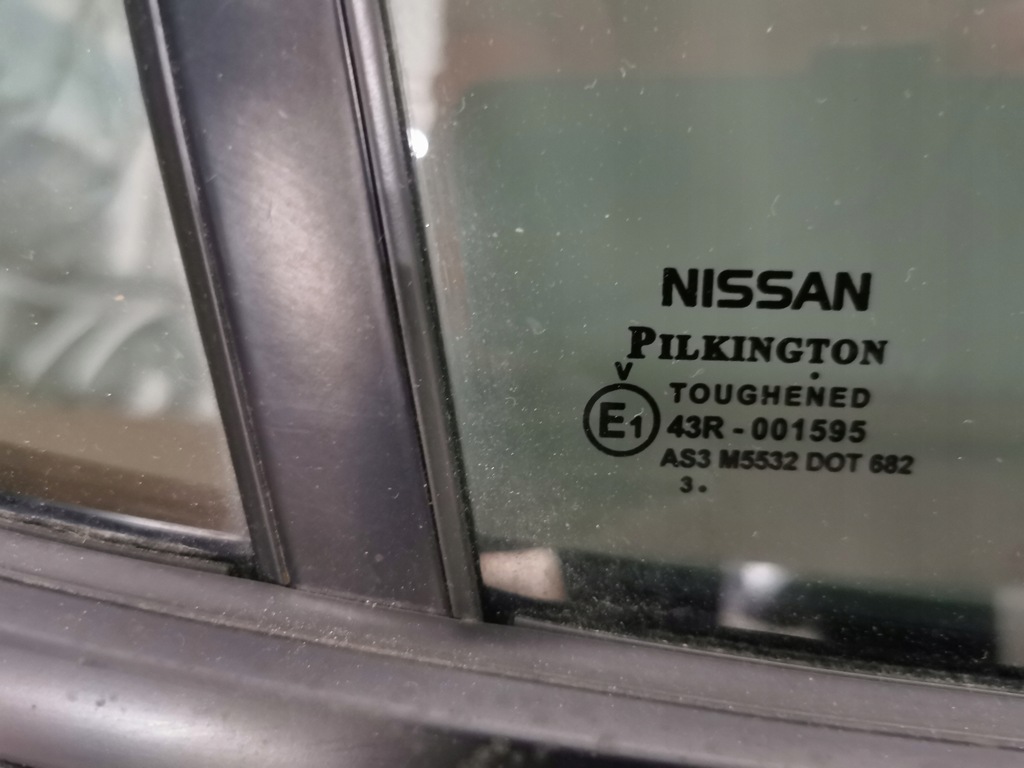 NISSAN
PILKINGTON
V
TOUGHENED
E1 43R - 001595
AS3 M5532 DOT 682
3.